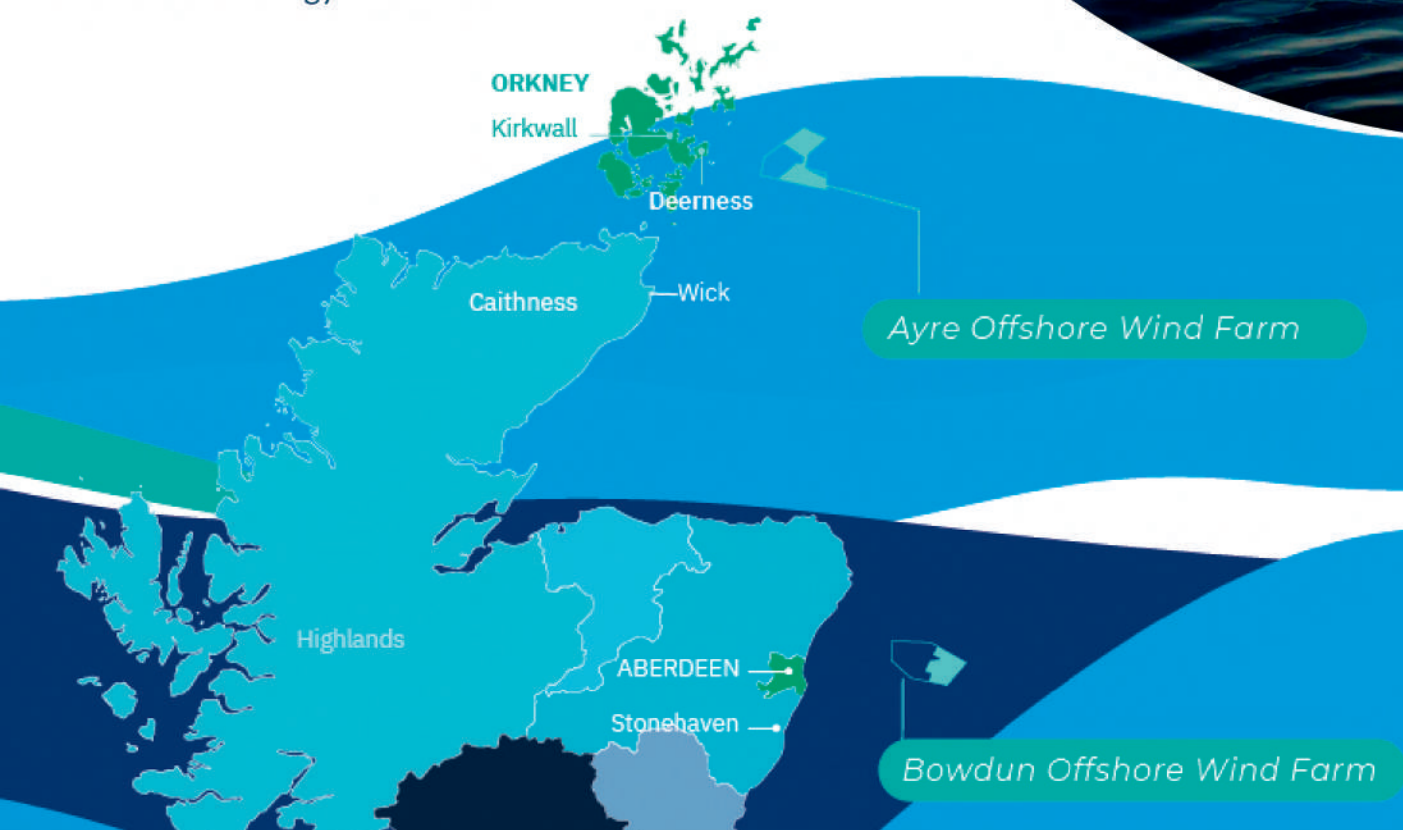 ORKNEY
Kirkwall
Deerness
Caithness
Wick
Ayre Offshore Wind Farm
Highlands
ABERDEEN
Stonehaven
Bowdun Offshore Wind Farm